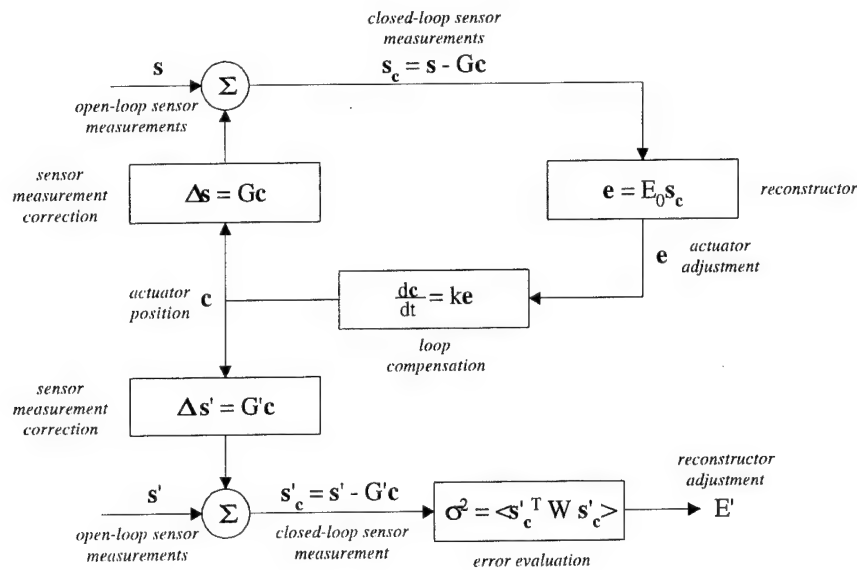 closed-loop sensor
measurements
s_c = s - Gc
s
Σ
open-loop sensor
measurements
sensor
measurement
correction
Δs = Gc
e = E₀s_c
reconstructor
e
actuator
adjustment
actuator
position
c
dc/dt = ke
loop
compensation
sensor
measurement
correction
Δs' = G'c
s'
Σ
open-loop sensor
measurements
s'_c = s' - G'c
closed-loop sensor
measurement
σ² = <s'_c^T W s'_c>
error evaluation
reconstructor
adjustment
E'